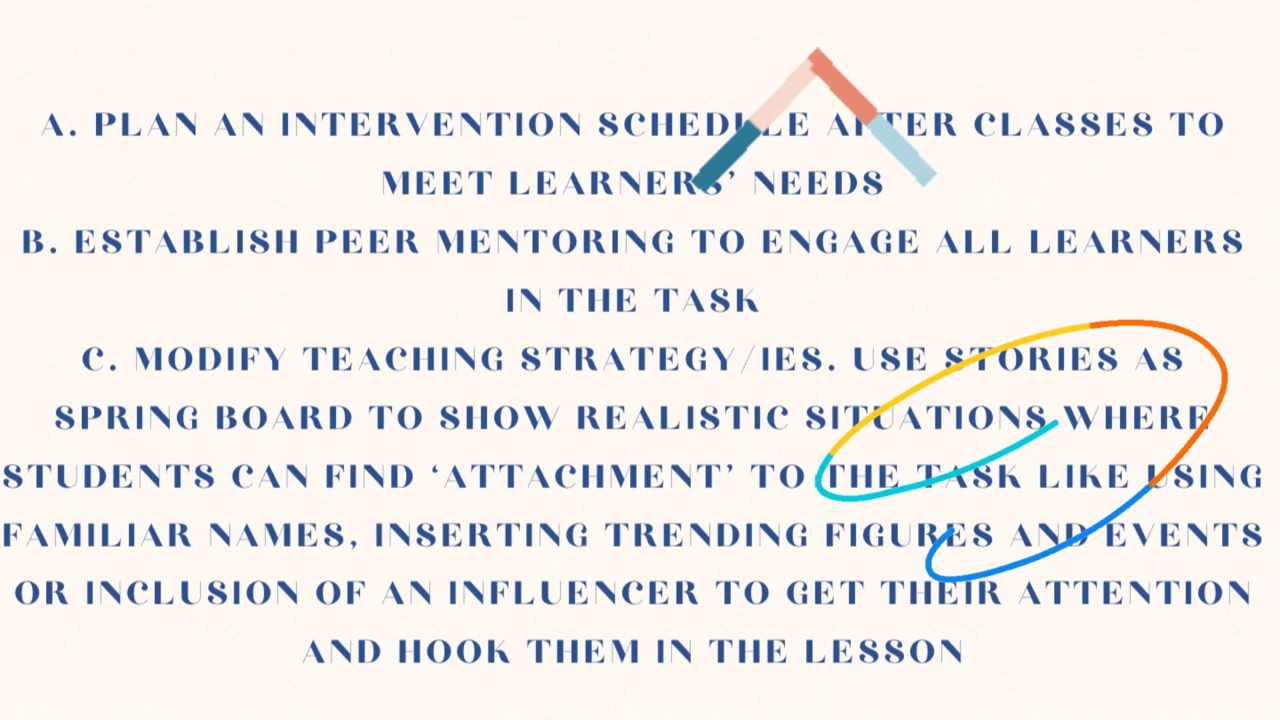 A. PLAN AN INTERVENTION SCHEDULE AFTER CLASSES TO
MEET LEARNERS’ NEEDS
B. ESTABLISH PEER MENTORING TO ENGAGE ALL LEARNERS
IN THE TASK
C. MODIFY TEACHING STRATEGY/IES. USE STORIES AS
SPRING BOARD TO SHOW REALISTIC SITUATIONS WHERE
STUDENTS CAN FIND ‘ATTACHMENT’ TO THE TASK LIKE USING
FAMILIAR NAMES, INSERTING TRENDING FIGURES AND EVENTS
OR INCLUSION OF AN INFLUENCER TO GET THEIR ATTENTION
AND HOOK THEM IN THE LESSON